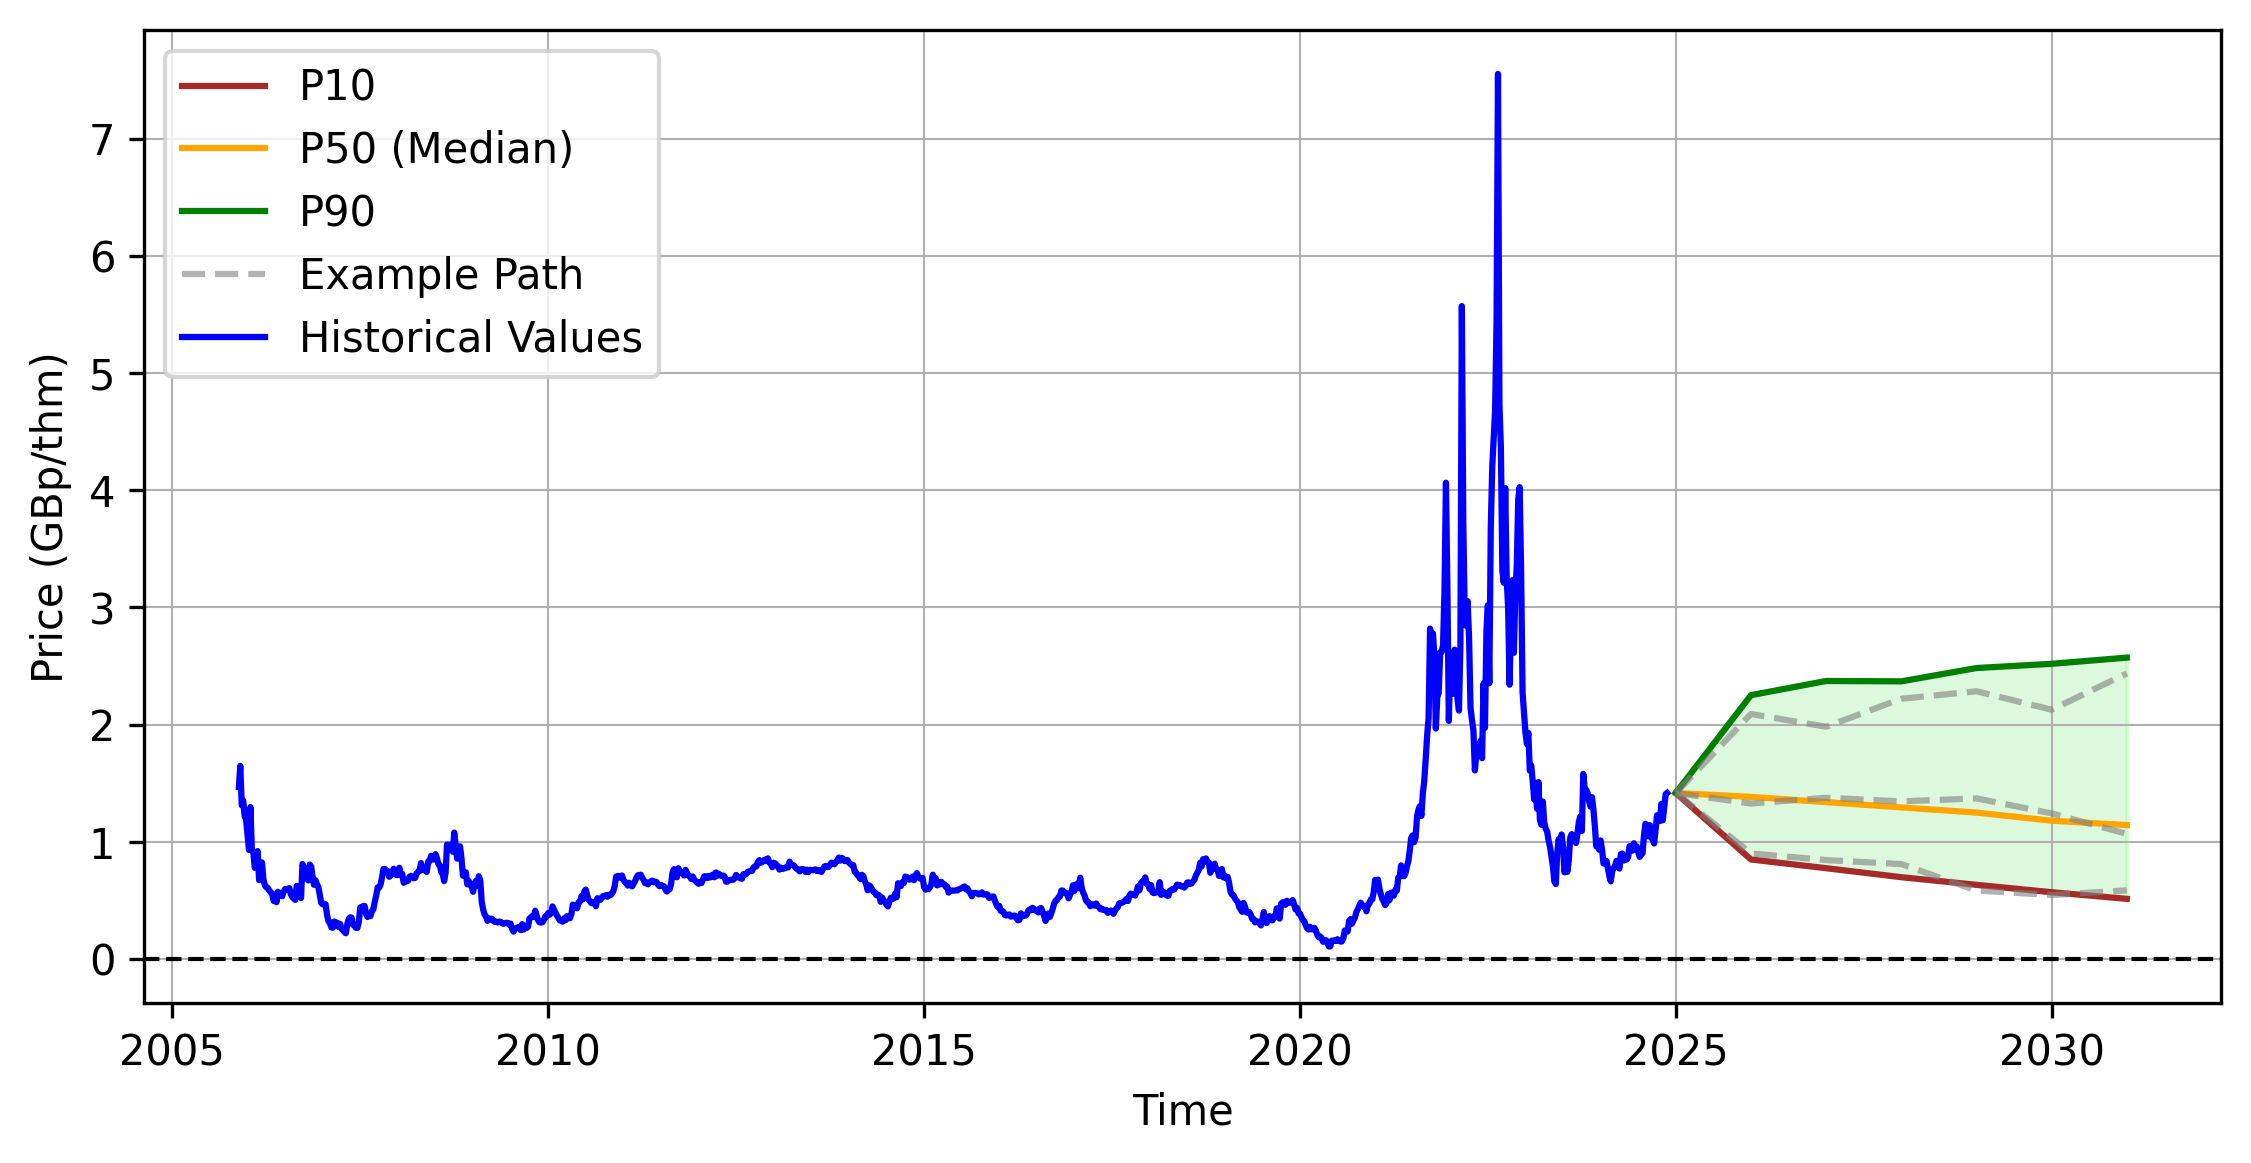 P10
P50 (Median)
P90
Example Path
Historical Values
Price (GBp/thm)
7
6
5
4
3
2
1
0
2005 2010 2015 2020 2025 2030
Time